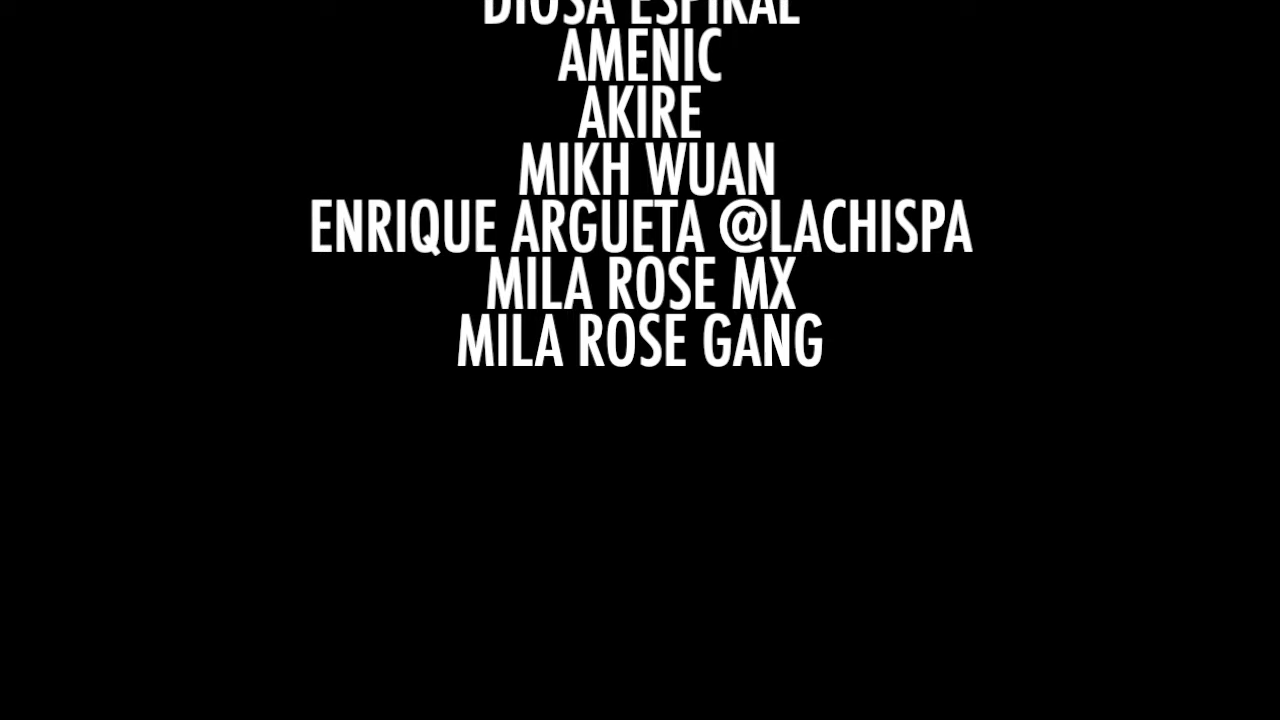 DIOSA ESPIRAL
AMENIC
AKIRE
MIKH WUAN
ENRIQUE ARGUETA @LACHISPA
MILA ROSE MX
MILA ROSE GANG